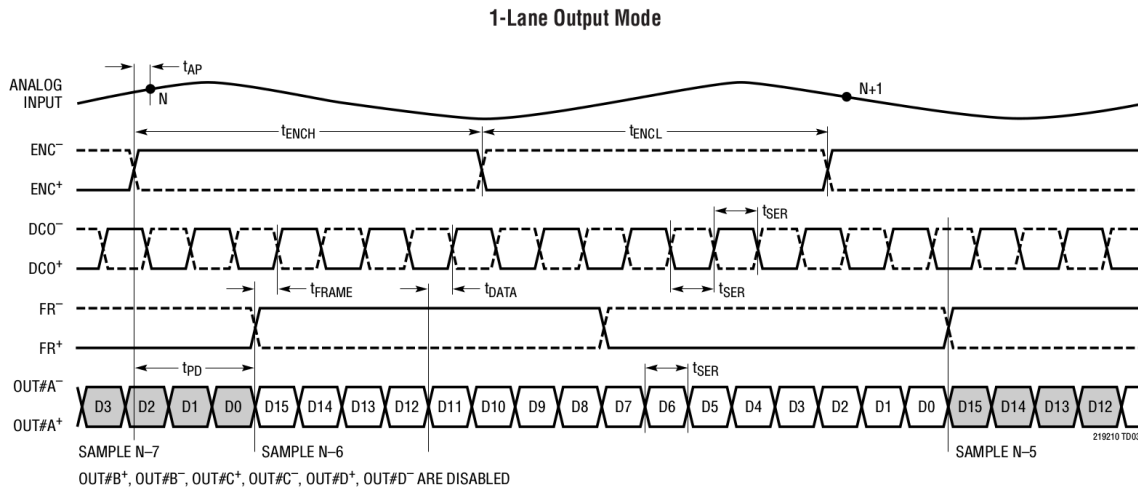 1-Lane Output Mode
tAP
ANALOG
INPUT
N
N+1
tENCH
tENCL
ENC–
ENC+
DCO–
DCO+
tSER
tFRAME
tDATA
tSER
FR–
FR+
tPD
tSER
OUT#A–
OUT#A+
D3 D2 D1 D0 D15 D14 D13 D12 D11 D10 D9 D8 D7 D6 D5 D4 D3 D2 D1 D0 D15 D14 D13 D12
219210 TD03
SAMPLE N–7
SAMPLE N–6
SAMPLE N–5
OUT#B+, OUT#B–, OUT#C+, OUT#C–, OUT#D+, OUT#D– ARE DISABLED